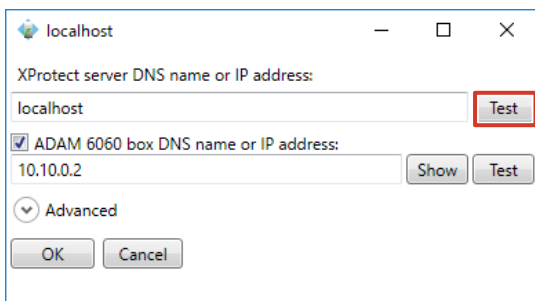 localhost
XProtect server DNS name or IP address:
localhost Test
ADAM 6060 box DNS name or IP address:
10.10.0.2 Show Test
Advanced
OK Cancel